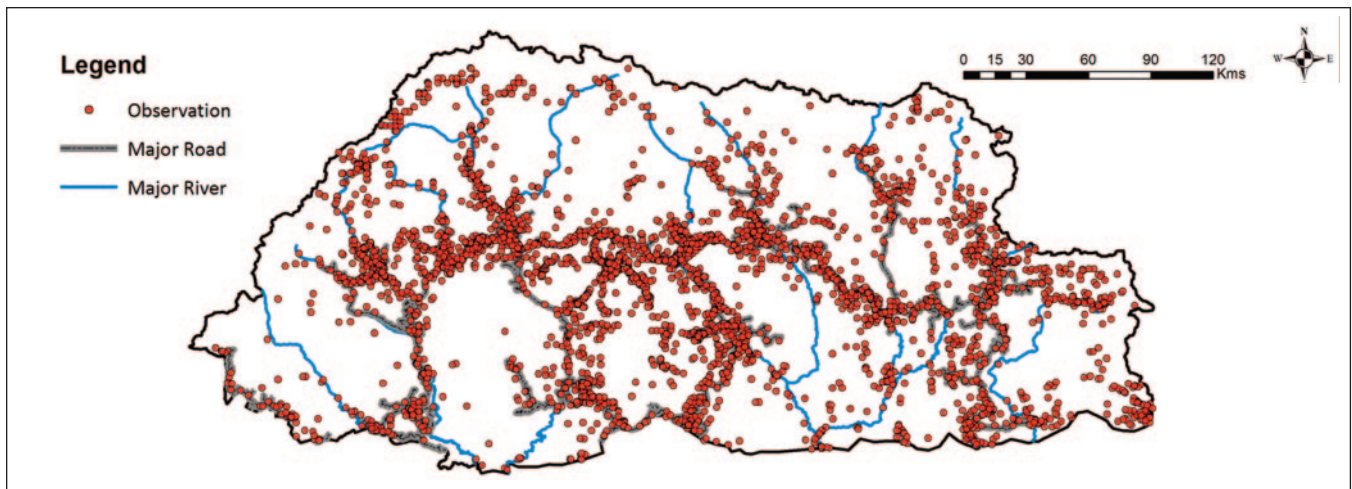 Legend
Observation
Major Road
Major River
0 15 30 60 90 120
Kms
N
W E
S